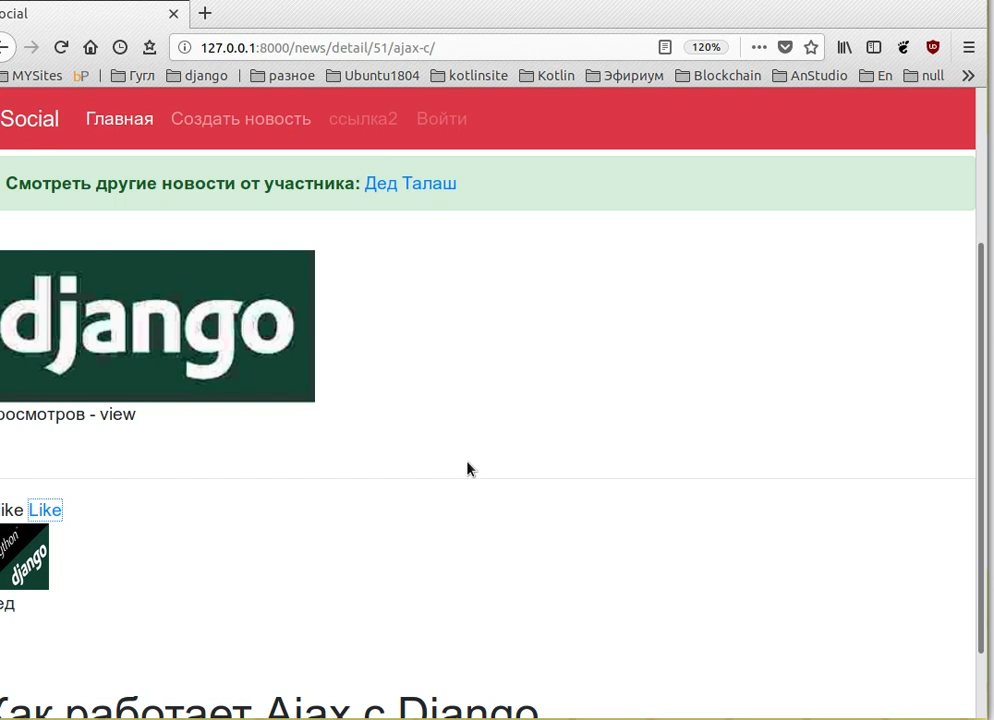 ocial
127.0.0.1:8000/news/detail/51/ajax-c/
120%
MYSites
bP
Гугл
django
разное
Ubuntu1804
kotlinsite
Kotlin
Эфириум
Blockchain
AnStudio
En
null
Social Главная Создать новость ссылка2 Войти
Смотреть другие новости от участника: Дед Талаш
django
росмотров - view
ike Like
ython
django
ед
Как работает Ajax с Django